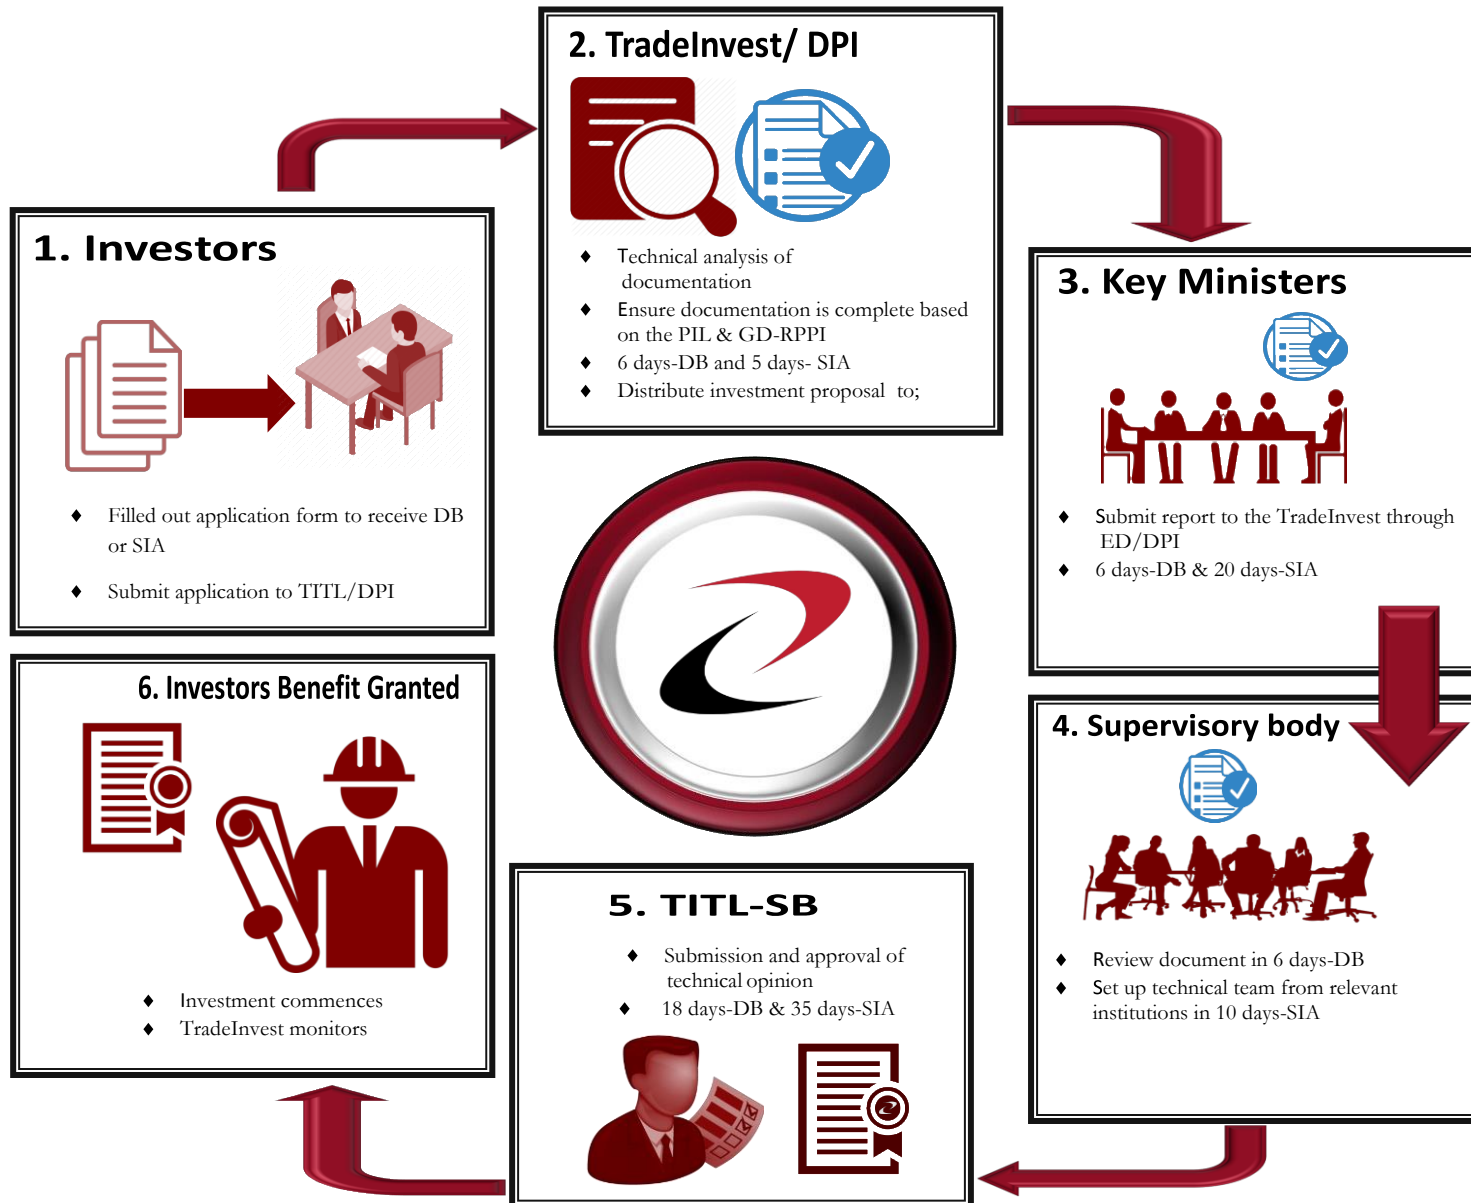 1. Investors
Filled out application form to receive DB
or SIA
Submit application to TITL/DPI
2. TradeInvest/ DPI
Technical analysis of
documentation
Ensure documentation is complete based
on the PIL & GD-RPPI
6 days-DB and 5 days- SIA
Distribute investment proposal to;
3. Key Ministers
Submit report to the TradeInvest through
ED/DPI
6 days-DB & 20 days-SIA
4. Supervisory body
Review document in 6 days-DB
Set up technical team from relevant
institutions in 10 days-SIA
5. TITL-SB
Submission and approval of
technical opinion
18 days-DB & 35 days-SIA
6. Investors Benefit Granted
Investment commences
TradeInvest monitors